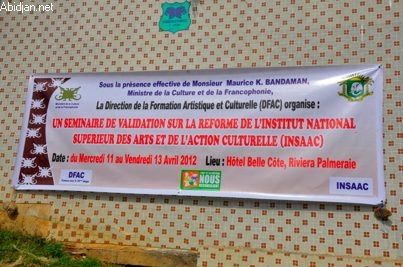 Abidjan.net
Sous la présence effective de Monsieur Maurice K. BANDAMAN,
Ministre de la Culture et de la Francophonie,
La Direction de la Formation Artistique et Culturelle (DFAC) organise :
UN SEMINAIRE DE VALIDATION SUR LA REFORME DE L'INSTITUT NATIONAL
SUPERIEUR DES ARTS ET DE L'ACTION CULTURELLE (INSAAC)
Date : du Mercredi 11 au Vendredi 13 Avril 2012 Lieu : Hôtel Belle Côte, Riviera Palmeraie
DFAC
NOUS
INSAAC